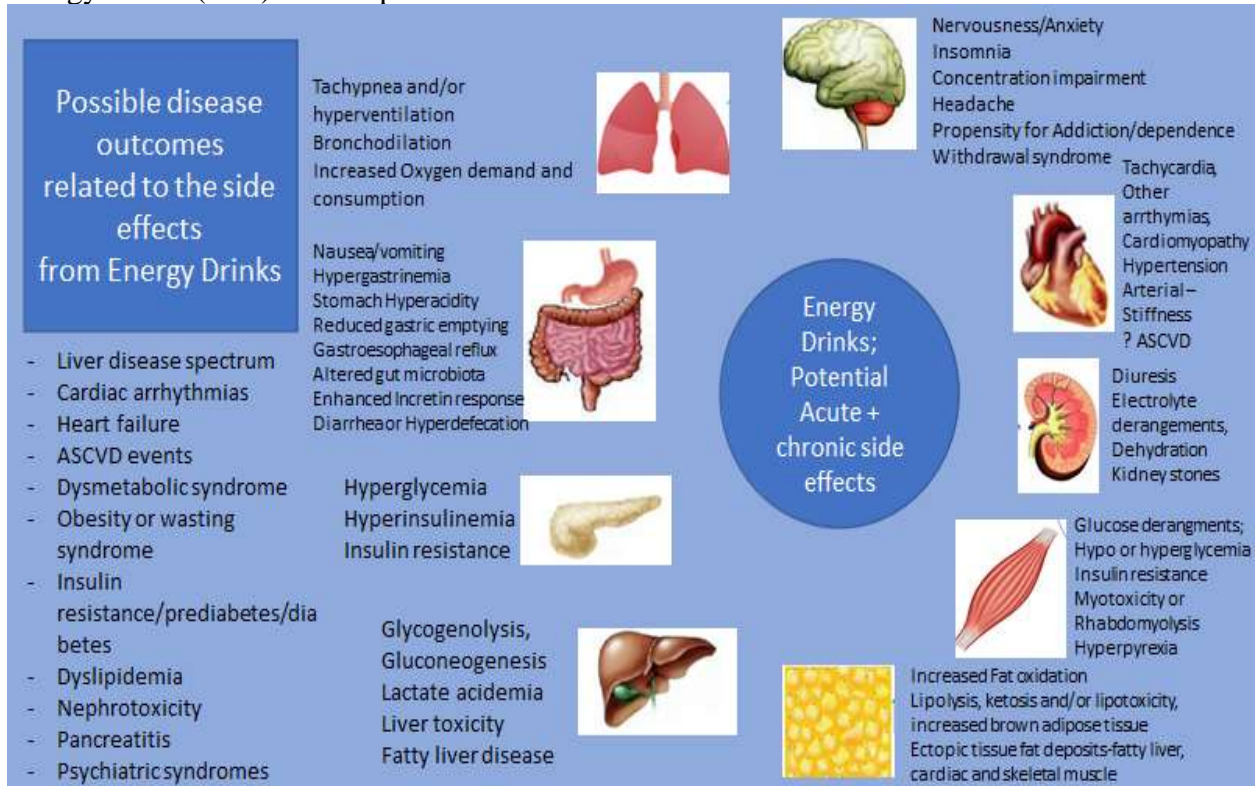 Possible disease
outcomes
related to the side
effects
from Energy Drinks
- Liver disease spectrum
- Cardiac arrhythmias
- Heart failure
- ASCVD events
- Dysmetabolic syndrome
- Obesity or wasting
syndrome
- Insulin
resistance/prediabetes/dia
betes
- Dyslipidemia
- Nephrotoxicity
- Pancreatitis
- Psychiatric syndromes
Tachypnea and/or
hyperventilation
Bronchodilation
Increased Oxygen demand and
consumption
Nausea/vomiting
Hypergastrinemia
Stomach Hyperacidity
Reduced gastric emptying
Gastroesophageal reflux
Altered gut microbiota
Enhanced Incretin response
Diarrhea or Hyperdefecation
Hyperglycemia
Hyperinsulinemia
Insulin resistance
Glycogenolysis,
Gluconeogenesis
Lactate acidemia
Liver toxicity
Fatty liver disease
Energy
Drinks;
Potential
Acute +
chronic side
effects
Nervousness/Anxiety
Insomnia
Concentration impairment
Headache
Propensity for Addiction/dependence
Withdrawal syndrome
Tachycardia,
Other
arrthymias,
Cardiomyopathy
Hypertension
Arterial –
Stiffness
? ASCVD
Diuresis
Electrolyte
derangements,
Dehydration
Kidney stones
Glucose derangments;
Hypo or hyperglycemia
Insulin resistance
Myotoxicity or
Rhabdomyolysis
Hyperpyrexia
Increased Fat oxidation
Lipolysis, ketosis and/or lipotoxicity,
increased brown adipose tissue
Ectopic tissue fat deposits-fatty liver,
cardiac and skeletal muscle